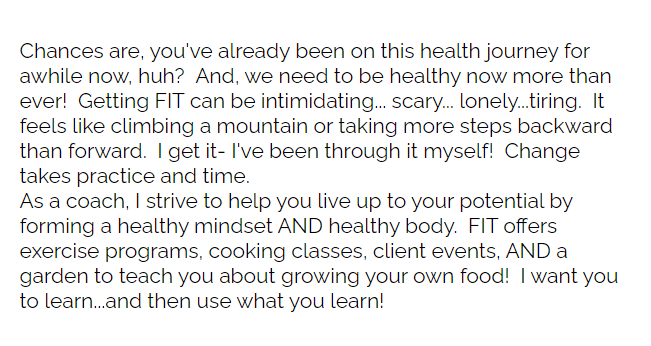 Chances are, you've already been on this health journey for
awhile now, huh?  And, we need to be healthy now more than
ever!  Getting FIT can be intimidating... scary... lonely...tiring.  It
feels like climbing a mountain or taking more steps backward
than forward.  I get it- I've been through it myself!  Change
takes practice and time.
As a coach, I strive to help you live up to your potential by
forming a healthy mindset AND healthy body.  FIT offers
exercise programs, cooking classes, client events, AND a
garden to teach you about growing your own food!  I want you
to learn...and then use what you learn!